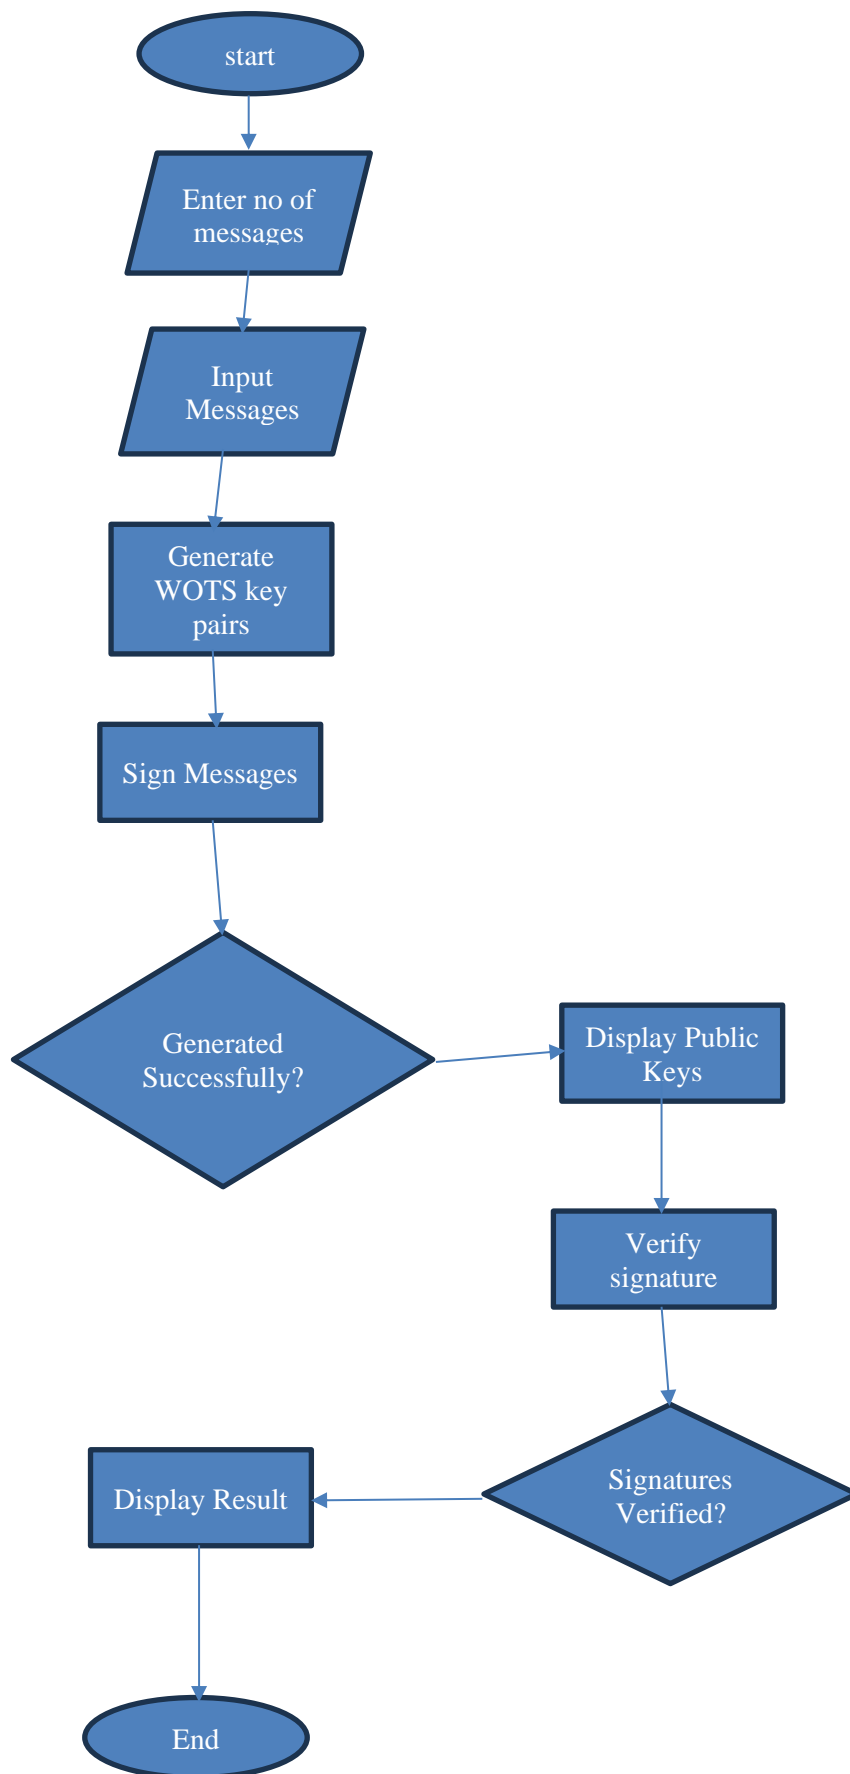 start
Enter no of
messages
Input
Messages
Generate
WOTS key
pairs
Sign Messages
Generated
Successfully?
Display Public
Keys
Verify
signature
Signatures
Verified?
Display Result
End